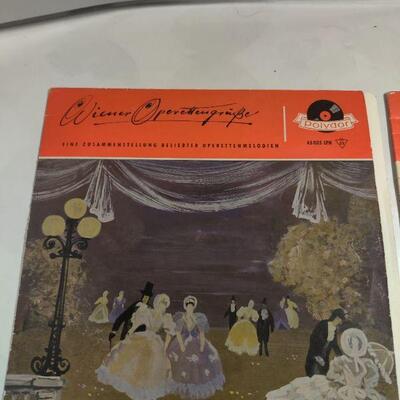 Wiener Operettengrüße
polydor
EINE ZUSAMMENSTELLUNG BELIEBTER OPERETTENMELODIEN